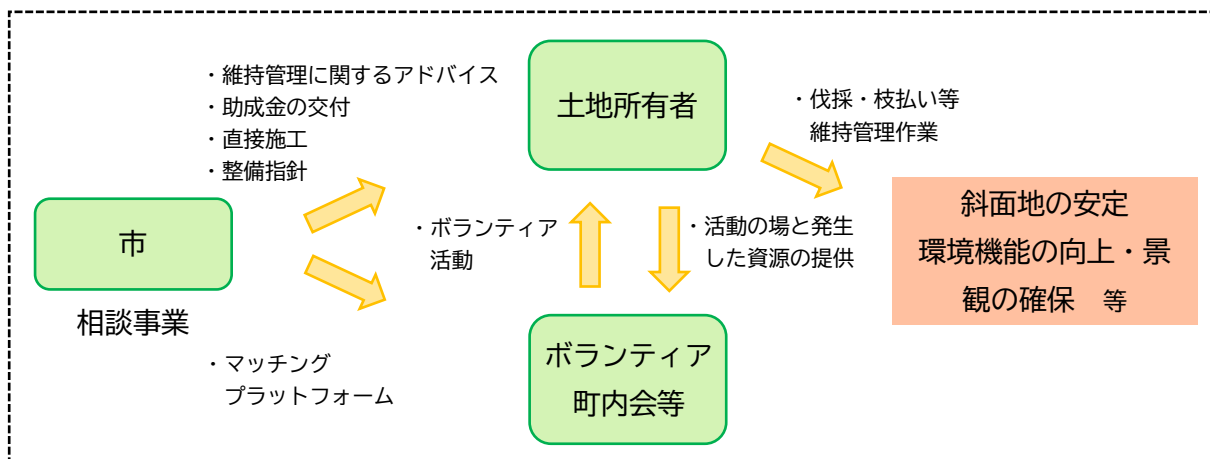 ・維持管理に関するアドバイス
・助成金の交付
・直接施工
・整備指針
市
相談事業
・マッチング
プラットフォーム
土地所有者
・ボランティア
活動
・活動の場と発生
した資源の提供
ボランティア
町内会等
・伐採・枝払い等
維持管理作業
斜面地の安定
環境機能の向上・景
観の確保　等